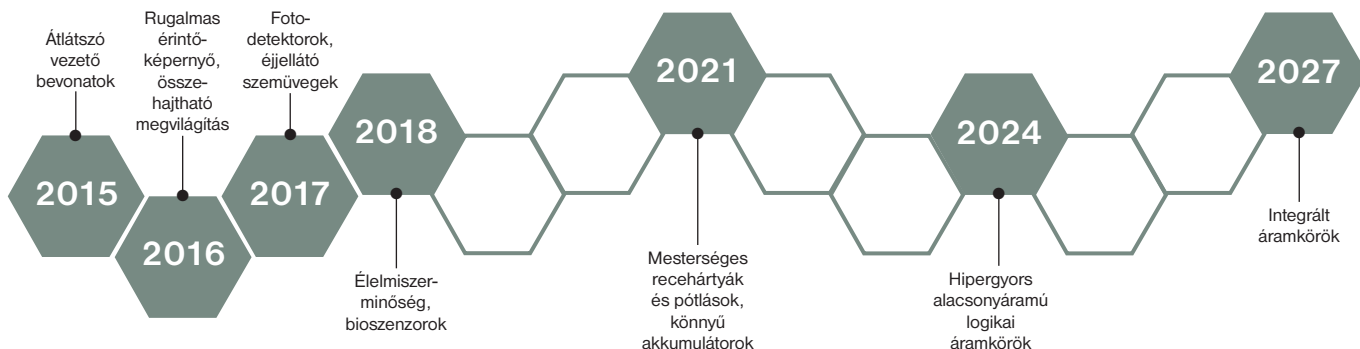 Átlátszó
vezető
bevonatok
2015
Rugalmas
érintő-
képernyő,
össze-
hajtható
megvilágítás
2016
Foto-
detektorok,
éjjellátó
szemüvegek
2017
2018
Élelmiszer-
minőség,
bioszenzorok
2021
Mesterséges
recehártyák
és pótlások,
könnyű
akkumulátorok
2024
Hipergyors
alacsonyáramú
logikai
áramkörök
2027
Integrált
áramkörök